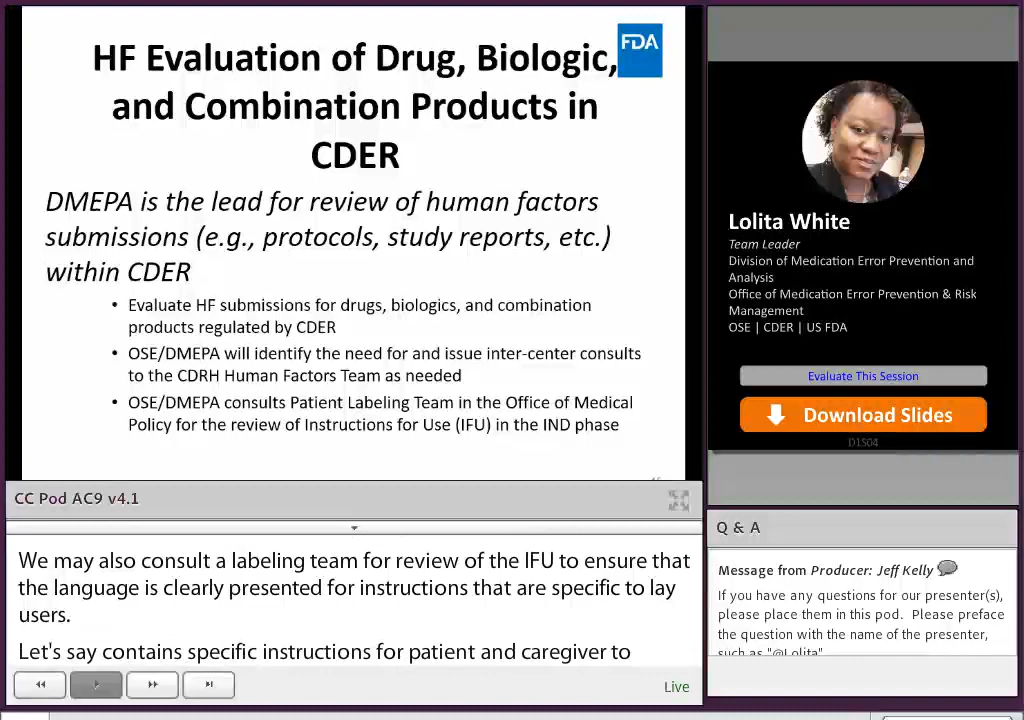 HF Evaluation of Drug, Biologic,
and Combination Products in
CDER
FDA
DMEPA is the lead for review of human factors
submissions (e.g., protocols, study reports, etc.)
within CDER
• Evaluate HF submissions for drugs, biologics, and combination
products regulated by CDER
• OSE/DMEPA will identify the need for and issue inter-center consults
to the CDRH Human Factors Team as needed
• OSE/DMEPA consults Patient Labeling Team in the Office of Medical
Policy for the review of Instructions for Use (IFU) in the IND phase
Lolita White
Team Leader
Division of Medication Error Prevention and
Analysis
Office of Medication Error Prevention & Risk
Management
OSE | CDER | US FDA
Evaluate This Session
Download Slides
D1S04
CC Pod AC9 v4.1
We may also consult a labeling team for review of the IFU to ensure that
the language is clearly presented for instructions that are specific to lay
users.
Let's say contains specific instructions for patient and caregiver to
Live
Q & A
Message from Producer: Jeff Kelly
If you have any questions for our presenter(s),
please place them in this pod. Please preface
the question with the name of the presenter,
such as "@Lolita"